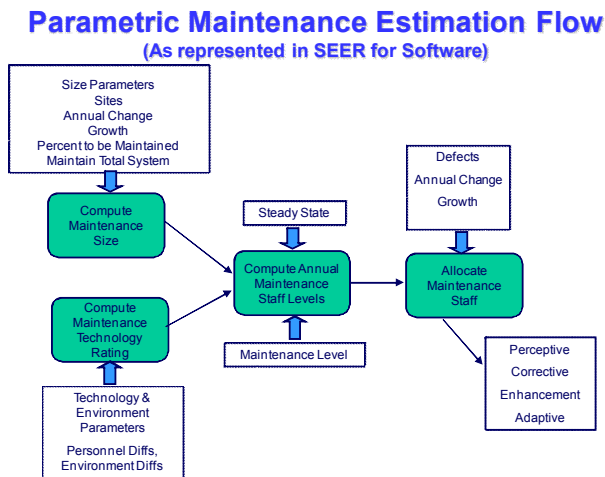 Parametric Maintenance Estimation Flow
(As represented in SEER for Software)
Size Parameters
Sites
Annual Change
Growth
Percent to be Maintained
Maintain Total System
Compute
Maintenance
Size
Compute
Maintenance
Technology
Rating
Technology &
Environment
Parameters
Personnel Diffs,
Environment Diffs
Steady State
Compute Annual
Maintenance
Staff Levels
Maintenance Level
Defects
Annual Change
Growth
Allocate
Maintenance
Staff
Perceptive
Corrective
Enhancement
Adaptive